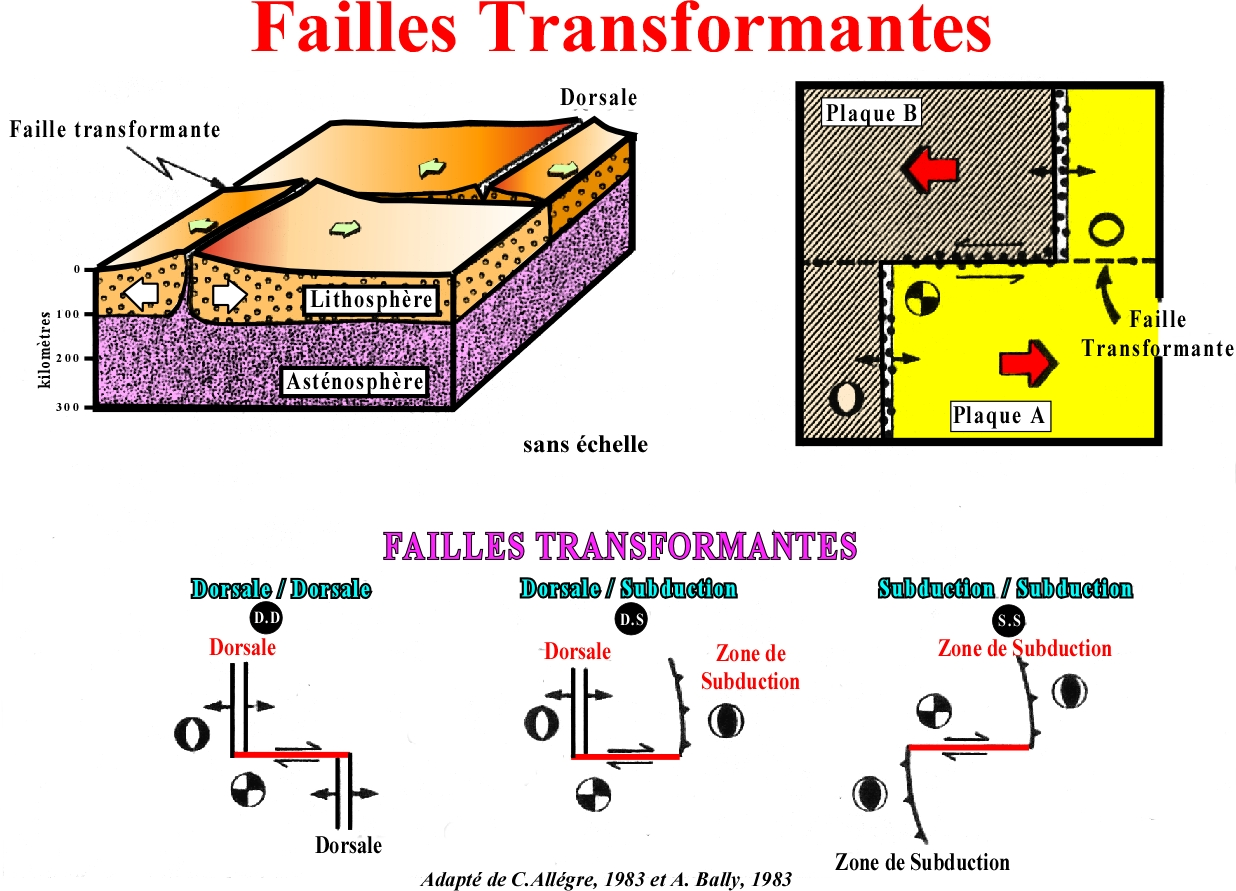 Failles Transformantes
Dorsale
Faille transformante
Plaque B
0
100
200
300
kilomètres
Lithosphère
Asténosphère
sans échelle
Faille
Transformante
Plaque A
FAILLES TRANSFORMANTES
Dorsale / Dorsale
D.D
Dorsale
Dorsale
Dorsale / Subduction
D.S
Dorsale
Zone de
Subduction
Subduction / Subduction
S.S
Zone de Subduction
Zone de Subduction
Adapté de C.Allégre, 1983 et A. Bally, 1983